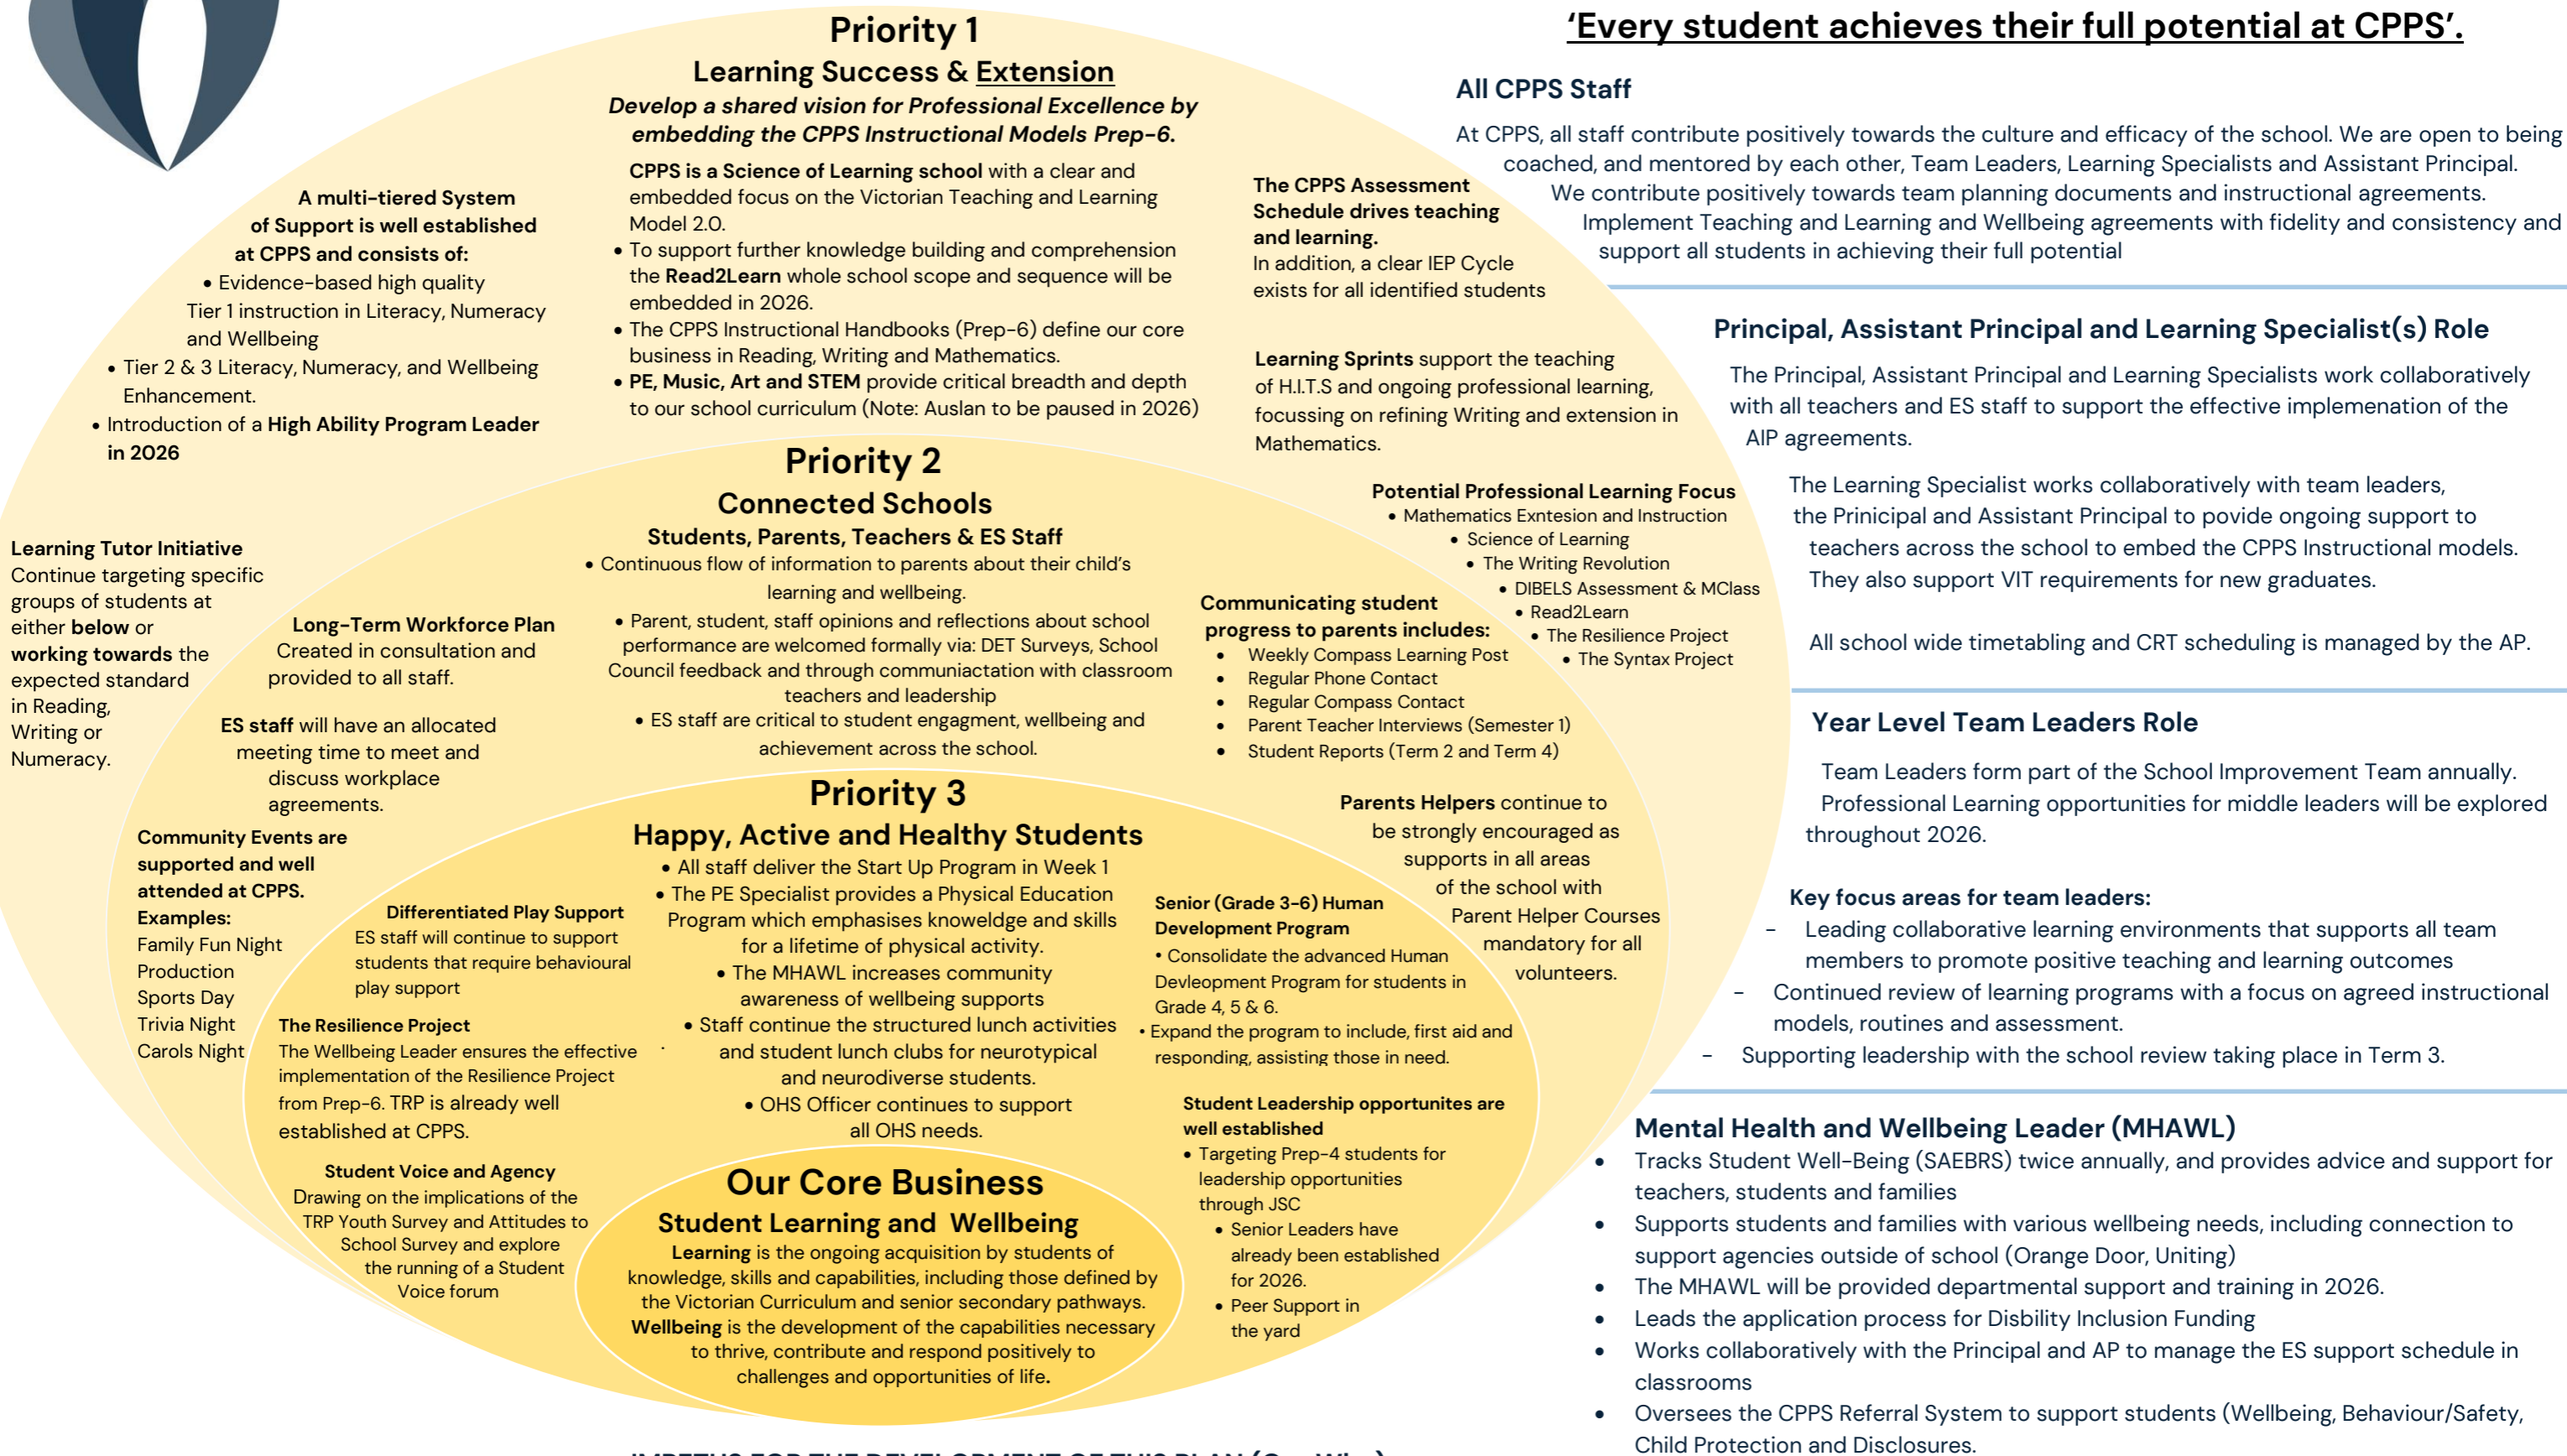 Priority 1
Learning Success & Extension
Develop a shared vision for Professional Excellence by
embedding the CPPS Instructional Models Prep-6.
CPPS is a Science of Learning school with a clear and
embedded focus on the Victorian Teaching and Learning
Model 2.0.
• To support further knowledge building and comprehension
the Read2Learn whole school scope and sequence will be
embedded in 2026.
• The CPPS Instructional Handbooks (Prep-6) define our core
business in Reading, Writing and Mathematics.
• PE, Music, Art and STEM provide critical breadth and depth
to our school curriculum (Note: Auslan to be paused in 2026)
A multi-tiered System
of Support is well established
at CPPS and consists of:
• Evidence-based high quality
Tier 1 instruction in Literacy, Numeracy
and Wellbeing
• Tier 2 & 3 Literacy, Numeracy, and Wellbeing
Enhancement.
• Introduction of a High Ability Program Leader
in 2026
The CPPS Assessment
Schedule drives teaching
and learning.
In addition, a clear IEP Cycle
exists for all identified students
Learning Sprints support the teaching
of H.I.T.S and ongoing professional learning,
focussing on refining Writing and extension in
Mathematics.
Potential Professional Learning Focus
• Mathematics Exntesion and Instruction
• Science of Learning
• The Writing Revolution
• DIBELS Assessment & MClass
• Read2Learn
• The Resilience Project
• The Syntax Project
Learning Tutor Initiative
Continue targeting specific
groups of students at
either below or
working towards the
expected standard
in Reading,
Writing or
Numeracy.
Priority 2
Connected Schools
Students, Parents, Teachers & ES Staff
• Continuous flow of information to parents about their child's
learning and wellbeing.
• Parent, student, staff opinions and reflections about school
performance are welcomed formally via: DET Surveys, School
Council feedback and through communiactation with classroom
teachers and leadership
• ES staff are critical to student engagment, wellbeing and
achievement across the school.
Long-Term Workforce Plan
Created in consultation and
provided to all staff.
ES staff will have an allocated
meeting time to meet and
discuss workplace
agreements.
Community Events are
supported and well
attended at CPPS.
Examples:
Family Fun Night
Production
Sports Day
Trivia Night
Carols Night
Communicating student
progress to parents includes:
• Weekly Compass Learning Post
• Regular Phone Contact
• Regular Compass Contact
• Parent Teacher Interviews (Semester 1)
• Student Reports (Term 2 and Term 4)
Parents Helpers continue to
be strongly encouraged as
supports in all areas
of the school with
Parent Helper Courses
mandatory for all
volunteers.
Priority 3
Happy, Active and Healthy Students
• All staff deliver the Start Up Program in Week 1
• The PE Specialist provides a Physical Education
Program which emphasises knoweldge and skills
for a lifetime of physical activity.
• The MHAWL increases community
awareness of wellbeing supports
• Staff continue the structured lunch activities
and student lunch clubs for neurotypical
and neurodiverse students.
• OHS Officer continues to support
all OHS needs.
Differentiated Play Support
ES staff will continue to support
students that require behavioural
play support
The Resilience Project
The Wellbeing Leader ensures the effective
implementation of the Resilience Project
from Prep-6. TRP is already well
established at CPPS.
Student Voice and Agency
Drawing on the implications of the
TRP Youth Survey and Attitudes to
School Survey and explore
the running of a Student
Voice forum
Senior (Grade 3-6) Human
Development Program
• Consolidate the advanced Human
Devleopment Program for students in
Grade 4, 5 & 6.
• Expand the program to include, first aid and
responding, assisting those in need.
Student Leadership opportunites are
well established
• Targeting Prep-4 students for
leadership opportunities
through JSC
• Senior Leaders have
already been established
for 2026.
• Peer Support in
the yard
Our Core Business
Student Learning and Wellbeing
Learning is the ongoing acquisition by students of
knowledge, skills and capabilities, including those defined by
the Victorian Curriculum and senior secondary pathways.
Wellbeing is the development of the capabilities necessary
to thrive, contribute and respond positively to
challenges and opportunities of life.
'Every student achieves their full potential at CPPS'.
All CPPS Staff
At CPPS, all staff contribute positively towards the culture and efficacy of the school. We are open to being
coached, and mentored by each other, Team Leaders, Learning Specialists and Assistant Principal.
We contribute positively towards team planning documents and instructional agreements.
Implement Teaching and Learning and Wellbeing agreements with fidelity and consistency and
support all students in achieving their full potential
Principal, Assistant Principal and Learning Specialist(s) Role
The Principal, Assistant Principal and Learning Specialists work collaboratively
with all teachers and ES staff to support the effective implemenation of the
AIP agreements.
The Learning Specialist works collaboratively with team leaders,
the Prinicipal and Assistant Principal to povide ongoing support to
teachers across the school to embed the CPPS Instructional models.
They also support VIT requirements for new graduates.
All school wide timetabling and CRT scheduling is managed by the AP.
Year Level Team Leaders Role
Team Leaders form part of the School Improvement Team annually.
Professional Learning opportunities for middle leaders will be explored
throughout 2026.
Key focus areas for team leaders:
- Leading collaborative learning environments that supports all team
members to promote positive teaching and learning outcomes
- Continued review of learning programs with a focus on agreed instructional
models, routines and assessment.
- Supporting leadership with the school review taking place in Term 3.
Mental Health and Wellbeing Leader (MHAWL)
• Tracks Student Well-Being (SAEBRS) twice annually, and provides advice and support for
teachers, students and families
• Supports students and families with various wellbeing needs, including connection to
support agencies outside of school (Orange Door, Uniting)
• The MHAWL will be provided departmental support and training in 2026.
• Leads the application process for Disbility Inclusion Funding
• Works collaboratively with the Principal and AP to manage the ES support schedule in
classrooms
• Oversees the CPPS Referral System to support students (Wellbeing, Behaviour/Safety,
Child Protection and Disclosures.
IMPETUS FOR THE DEVELOPMENT OF THIS PLAN (Our Why)